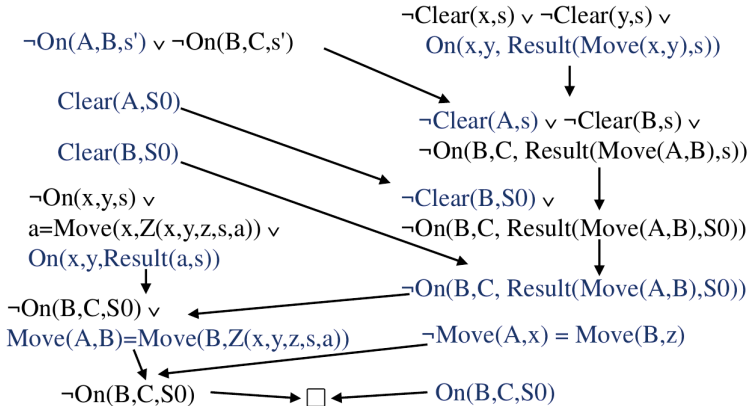 ¬Clear(x,s) ∨ ¬Clear(y,s) ∨
¬On(A,B,s') ∨ ¬On(B,C,s')
On(x,y, Result(Move(x,y),s))
Clear(A,S0)
¬Clear(A,s) ∨ ¬Clear(B,s) ∨
¬On(B,C, Result(Move(A,B),s))
Clear(B,S0)
¬On(x,y,s) ∨
¬Clear(B,S0) ∨
a=Move(x,Z(x,y,z,s,a)) ∨
¬On(B,C, Result(Move(A,B),S0))
On(x,y,Result(a,s))
¬On(B,C, Result(Move(A,B),S0))
¬On(B,C,S0) ∨
Move(A,B)=Move(B,Z(x,y,z,s,a))
¬Move(A,x) = Move(B,z)
¬On(B,C,S0)
On(B,C,S0)